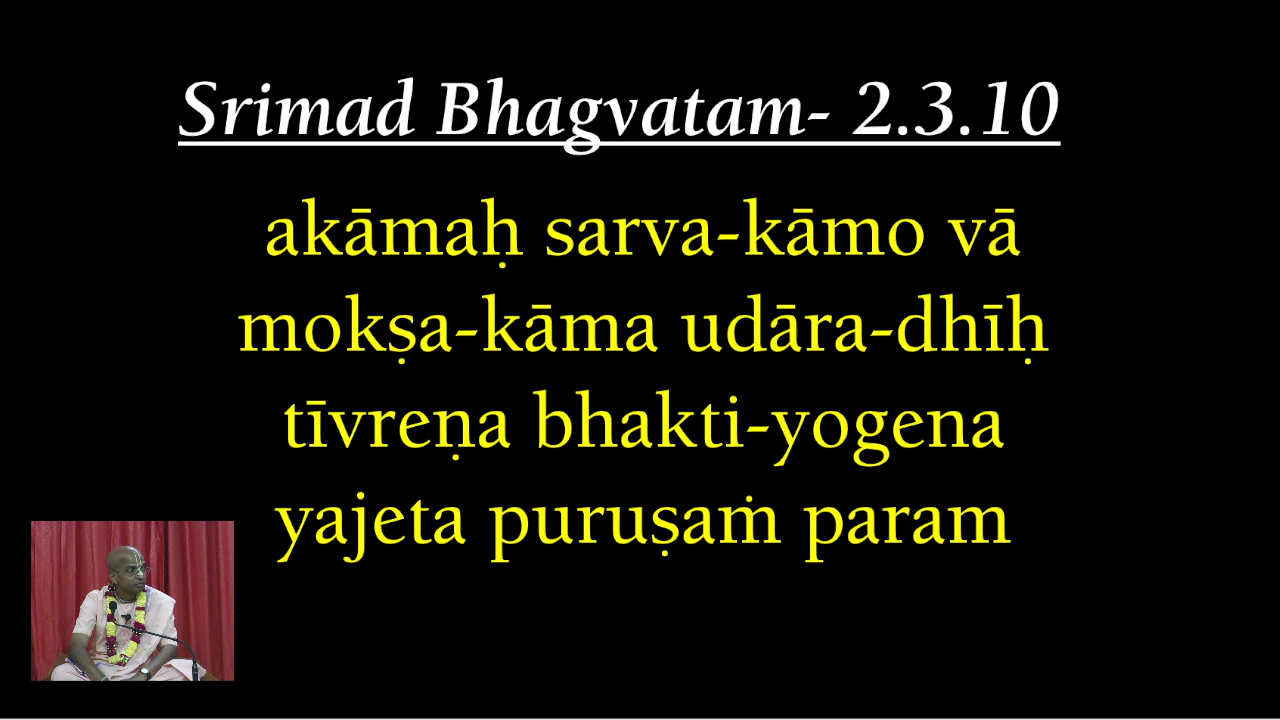 Srimad Bhagvatam- 2.3.10
akāmaḥ sarva-kāmo vā
mokṣa-kāma udāra-dhīḥ
tīvreṇa bhakti-yogena
yajeta puruṣaṁ param